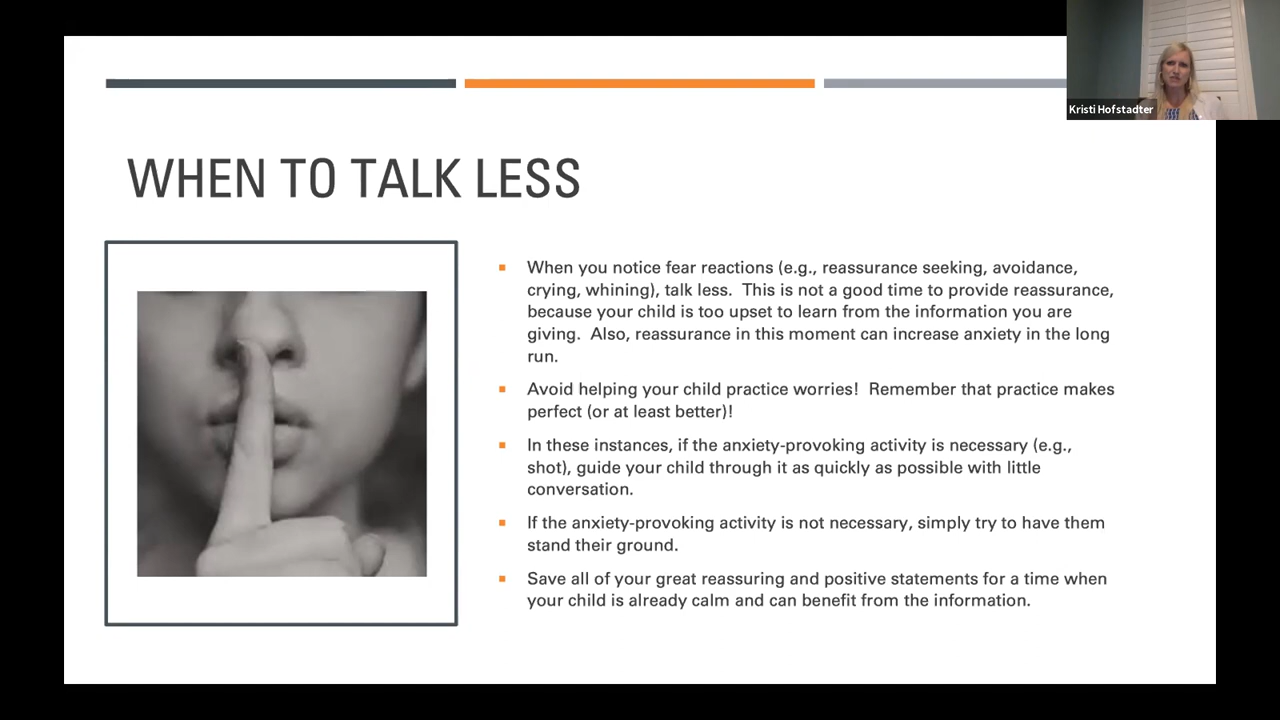 Kristi Hofstadter
WHEN TO TALK LESS
When you notice fear reactions (e.g., reassurance seeking, avoidance,
crying, whining), talk less.  This is not a good time to provide reassurance,
because your child is too upset to learn from the information you are
giving.  Also, reassurance in this moment can increase anxiety in the long
run.
Avoid helping your child practice worries!  Remember that practice makes
perfect (or at least better)!
In these instances, if the anxiety-provoking activity is necessary (e.g.,
shot), guide your child through it as quickly as possible with little
conversation.
If the anxiety-provoking activity is not necessary, simply try to have them
stand their ground.
Save all of your great reassuring and positive statements for a time when
your child is already calm and can benefit from the information.